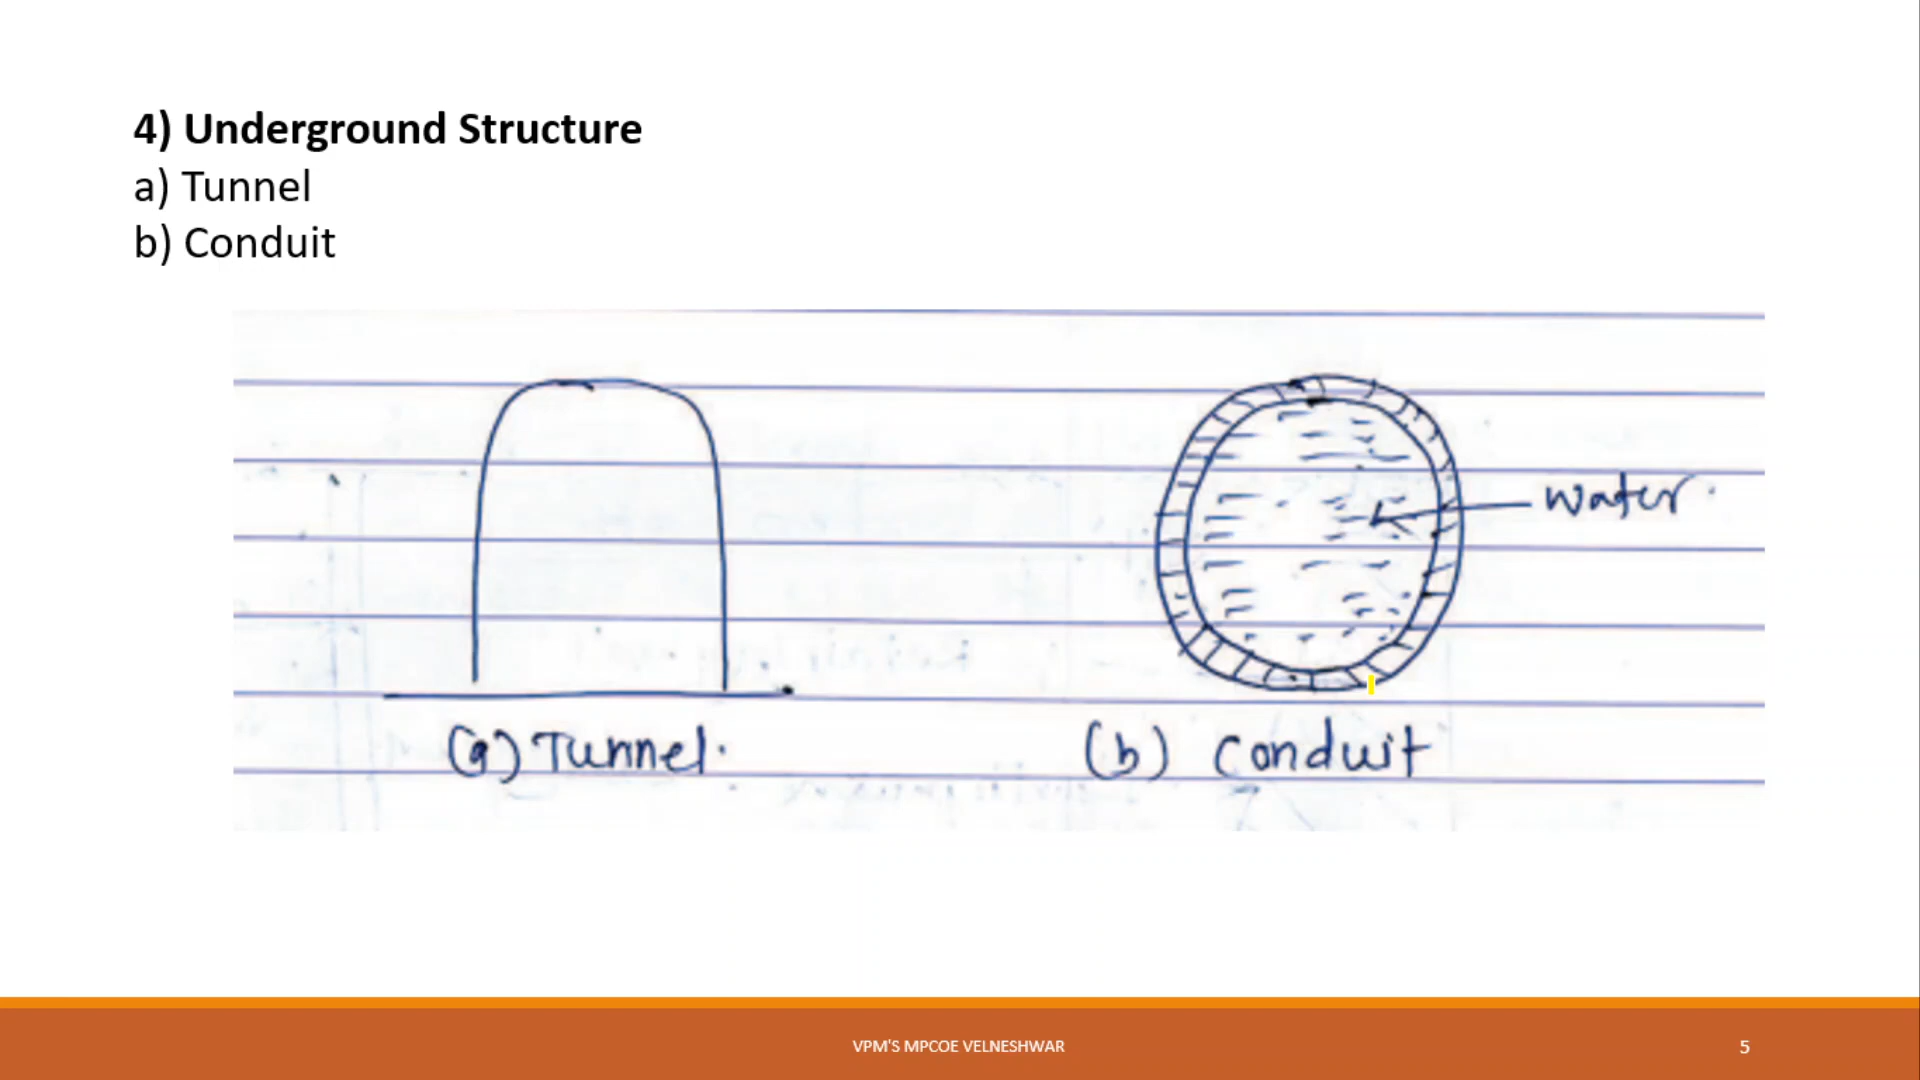 4) Underground Structure
a) Tunnel
b) Conduit
water.
(a) Tunnel.
(b) Conduit
VPM'S MPCOE VELNESHWAR
5